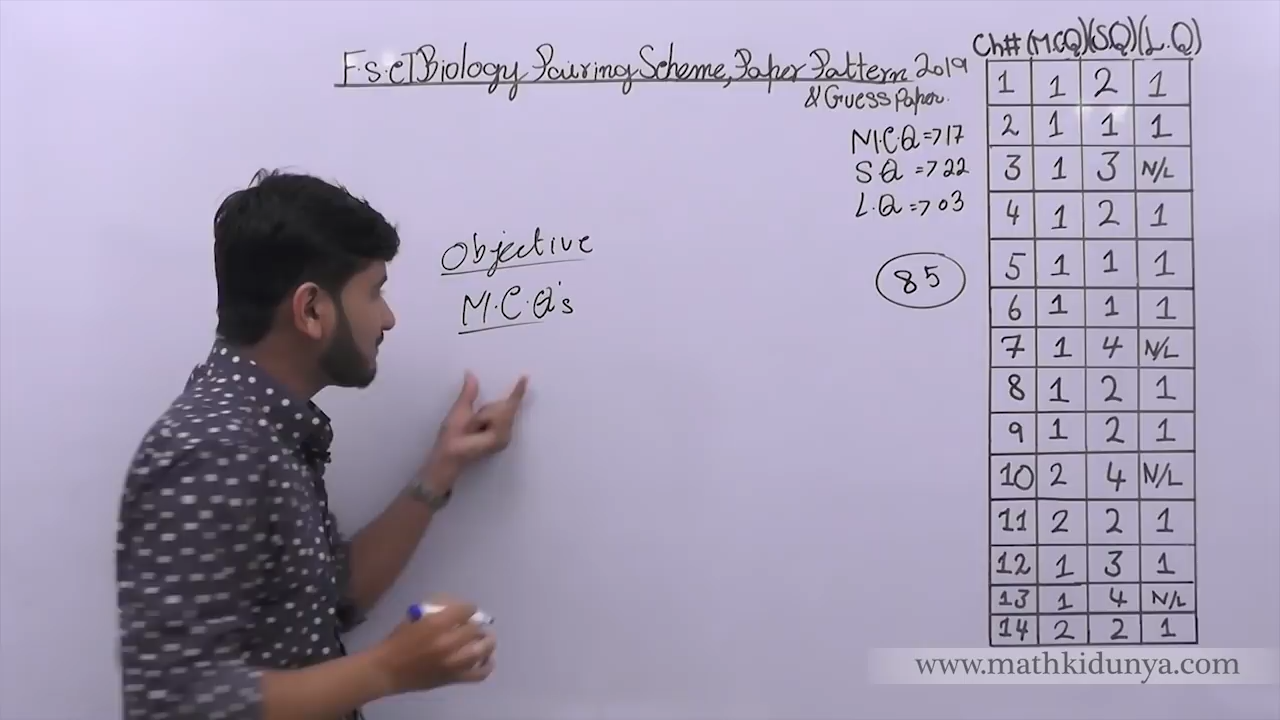 F.Sc I Biology Pairing Scheme, Paper Pattern 2019
& Guess Paper.
M.C.Q => 17
S Q => 22
L.Q => 03
85
Objective
M.C.Q's
Ch# (M.CQ) (S.Q) (L.Q)
1 1 2 1
2 1 1 1
3 1 3 N/L
4 1 2 1
5 1 1 1
6 1 1 1
7 1 4 N/L
8 1 2 1
9 1 2 1
10 2 4 N/L
11 2 2 1
12 1 3 1
13 1 4 N/L
14 2 2 1
www.mathkidunya.com